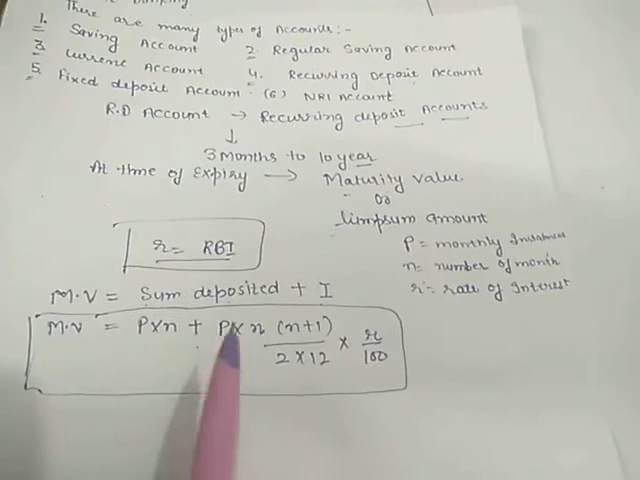 There are many types of Accounts:-
1. Saving Account 2. Regular Saving Account
3. Current Account 4. Recurring Deposit Account
5. Fixed deposit Account (6) NRI Account
R.D Account → Recurring deposit Accounts
↓
3 Months to 10 year
At time of Expiry → Maturity Value
Or
limpsum amount
P = monthly
n = number of month
r = rate of Interest
r = RBI
M.V = Sum deposited + I
M.V = P×n + P× n (n+1) / 2×12 × r/100